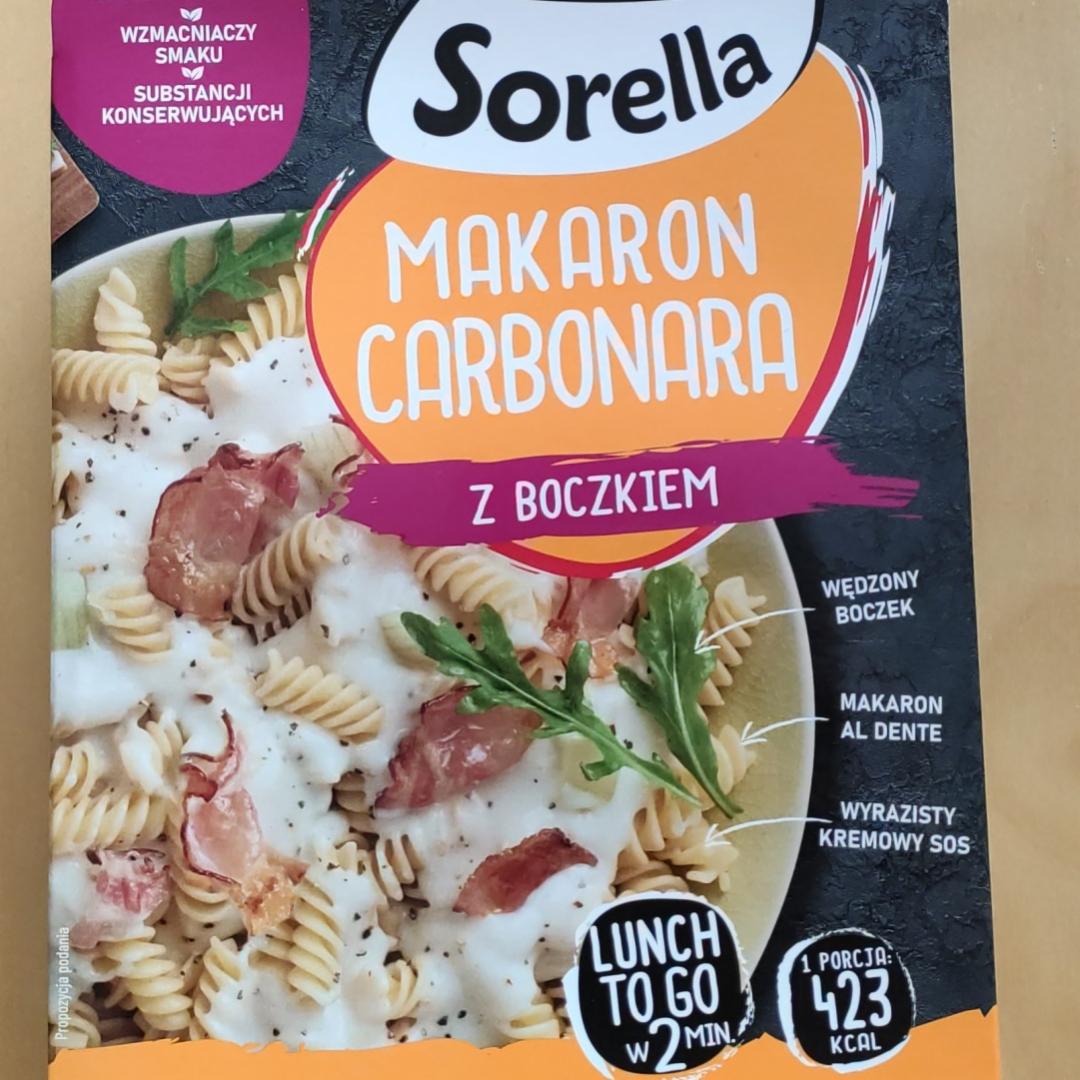 WZMACNIACZY
SMAKU
SUBSTANCJI
KONSERWUJĄCYCH
Sorella
MAKARON
CARBONARA
Z BOCZKIEM
WĘDZONY
BOCZEK
MAKARON
AL DENTE
WYRAZISTY
KREMOWY SOS
LUNCH
TO GO
W 2 MIN.
1 PORCJA:
423
KCAL
Propozycja podania